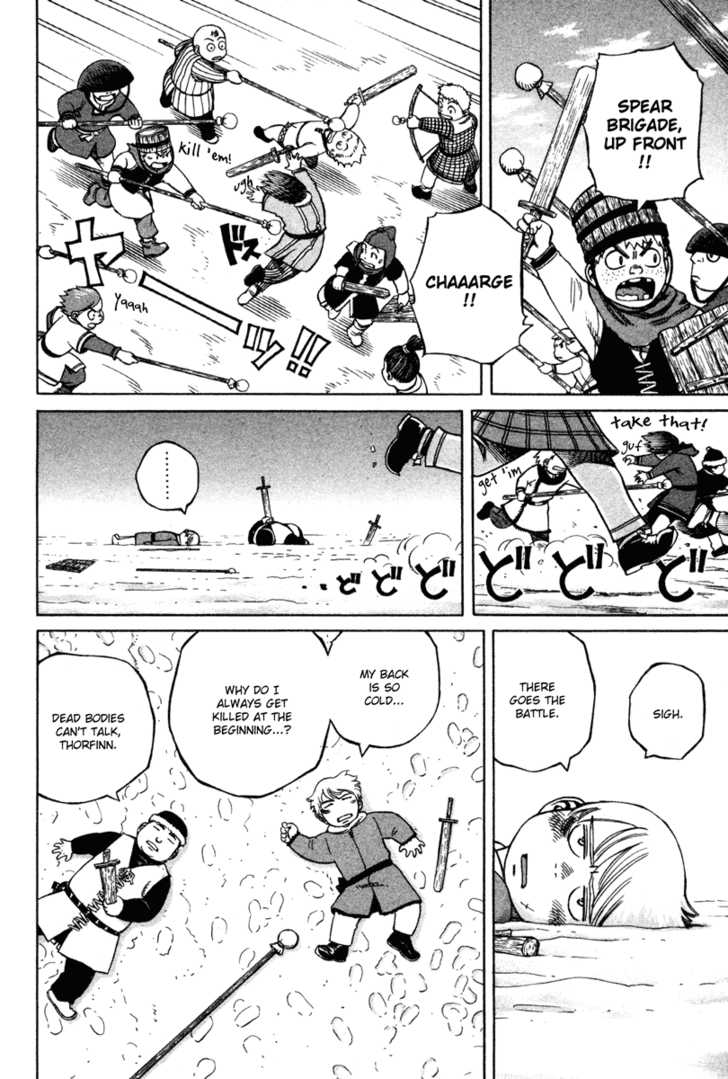 SPEAR
BRIGADE,
UP FRONT
!!
CHAAARGE
!!
kill 'em!
ugh
ドス
ヤーーッ!!
Yaaah
take that!
guf
get 'im
どどど
どどど
........
SIGH.
THERE
GOES THE
BATTLE.
MY BACK
IS SO
COLD...
WHY DO I
ALWAYS GET
KILLED AT THE
BEGINNING...?
DEAD BODIES
CAN'T TALK,
THORFINN.